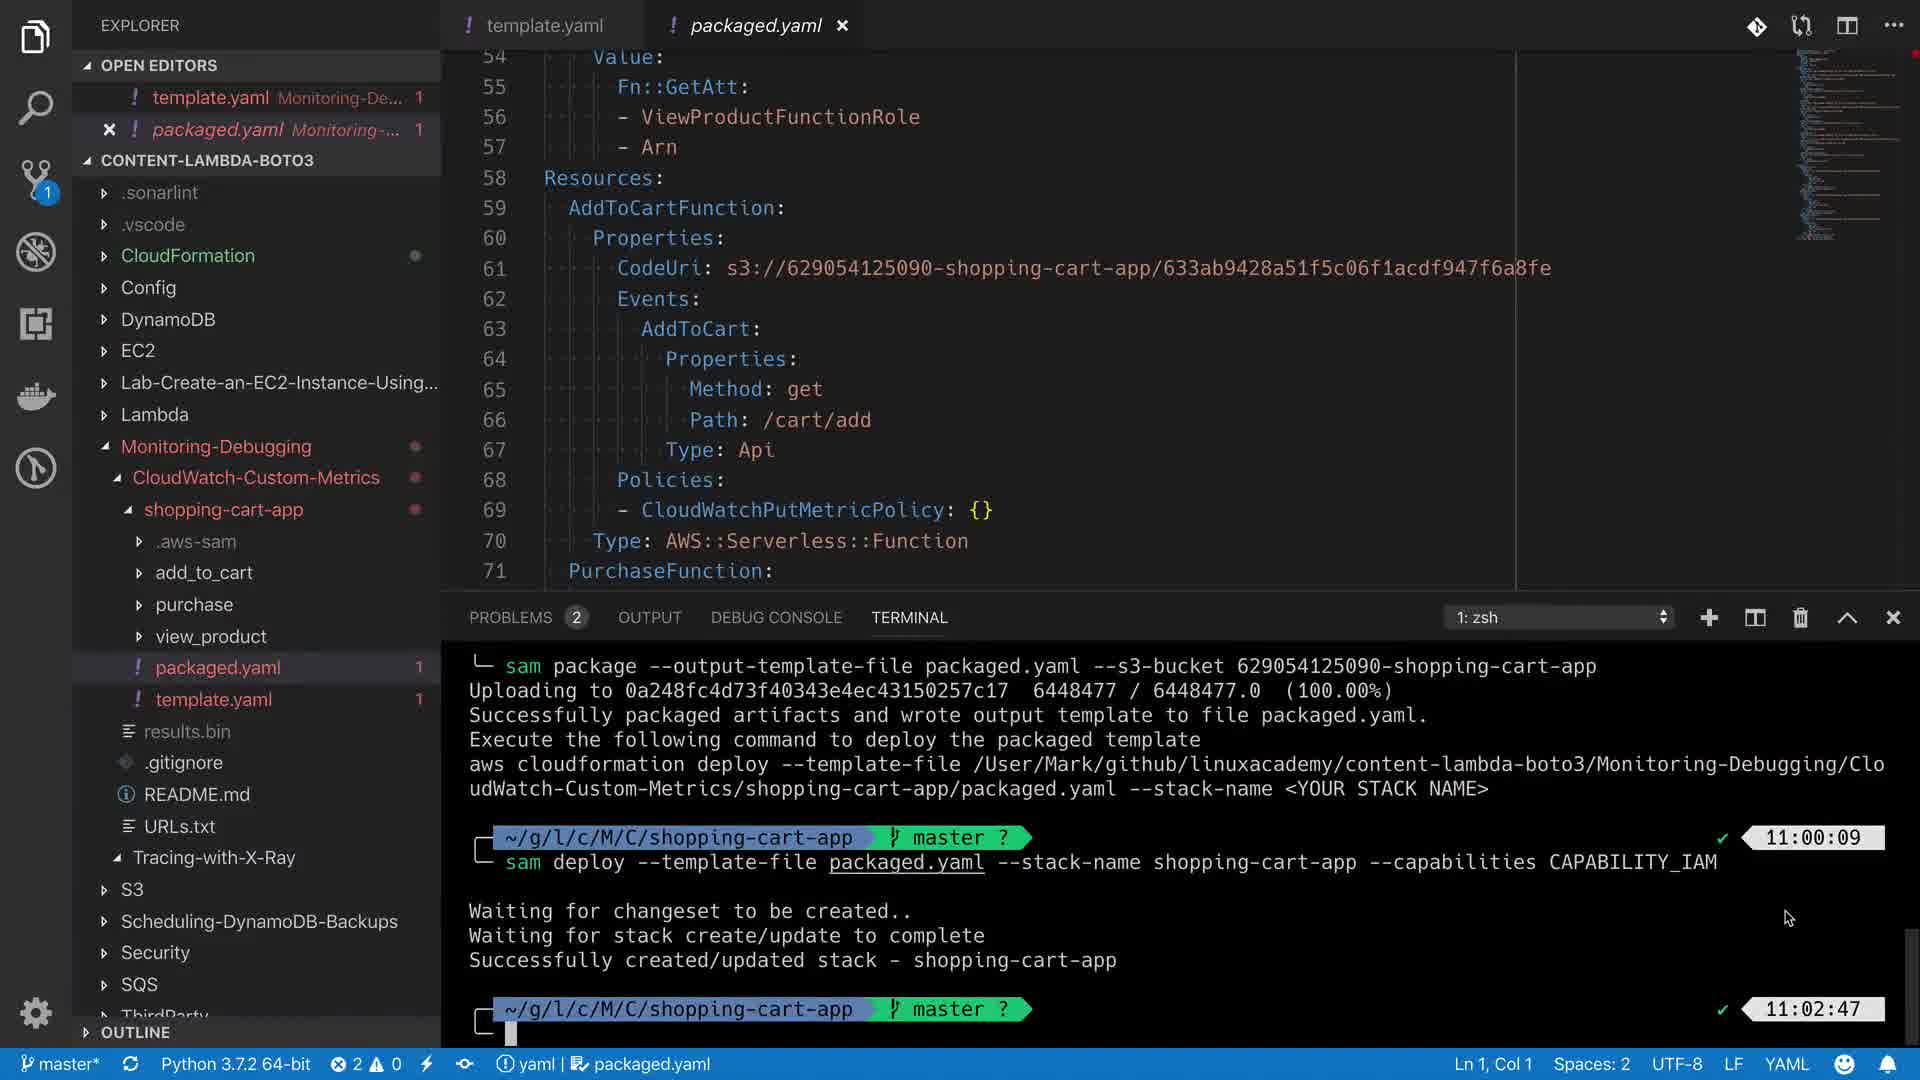 EXPLORER
OPEN EDITORS
template.yaml Monitoring-De... 1
packaged.yaml Monitoring-... 1
CONTENT-LAMBDA-BOTO3
.sonarlint
.vscode
CloudFormation
Config
DynamoDB
EC2
Lab-Create-an-EC2-Instance-Using...
Lambda
Monitoring-Debugging
CloudWatch-Custom-Metrics
shopping-cart-app
.aws-sam
add_to_cart
purchase
view_product
packaged.yaml 1
template.yaml 1
results.bin
.gitignore
README.md
URLs.txt
Tracing-with-X-Ray
S3
Scheduling-DynamoDB-Backups
Security
SQS
ThirdParty
OUTLINE
1
! template.yaml ! packaged.yaml
54 Value:
55 Fn::GetAtt:
56 - ViewProductFunctionRole
57 - Arn
58 Resources:
59 AddToCartFunction:
60 Properties:
61 CodeUri: s3://629054125090-shopping-cart-app/633ab9428a51f5c06f1acdf947f6a8fe
62 Events:
63 AddToCart:
64 Properties:
65 Method: get
66 Path: /cart/add
67 Type: Api
68 Policies:
69 - CloudWatchPutMetricPolicy: {}
70 Type: AWS::Serverless::Function
71 PurchaseFunction:
PROBLEMS 2 OUTPUT DEBUG CONSOLE TERMINAL 1: zsh
sam package --output-template-file packaged.yaml --s3-bucket 629054125090-shopping-cart-app
Uploading to 0a248fc4d73f40343e4ec43150257c17 6448477 / 6448477.0 (100.00%)
Successfully packaged artifacts and wrote output template to file packaged.yaml.
Execute the following command to deploy the packaged template
aws cloudformation deploy --template-file /User/Mark/github/linuxacademy/content-lambda-boto3/Monitoring-Debugging/Clo
udWatch-Custom-Metrics/shopping-cart-app/packaged.yaml --stack-name <YOUR STACK NAME>
~/g/l/c/M/C/shopping-cart-app master ? ✔ 11:00:09
sam deploy --template-file packaged.yaml --stack-name shopping-cart-app --capabilities CAPABILITY_IAM
Waiting for changeset to be created..
Waiting for stack create/update to complete
Successfully created/updated stack - shopping-cart-app
~/g/l/c/M/C/shopping-cart-app master ? ✔ 11:02:47
master* Python 3.7.2 64-bit 2 0 yaml | packaged.yaml Ln 1, Col 1 Spaces: 2 UTF-8 LF YAML